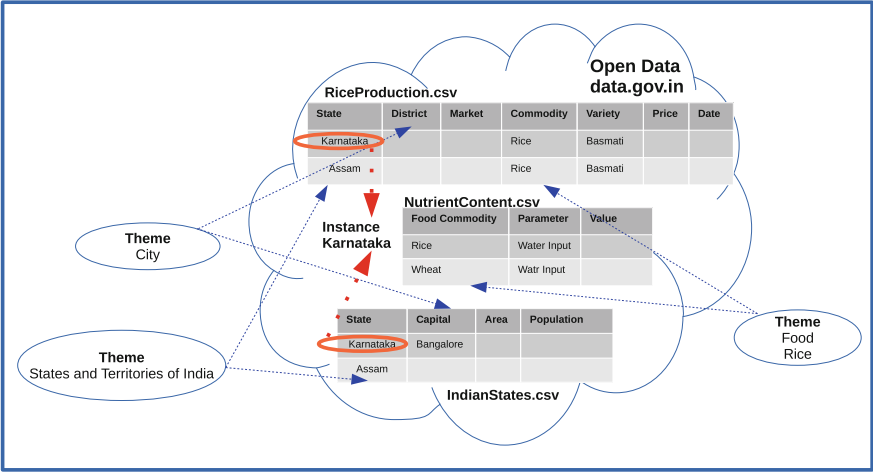 Open Data
data.gov.in
RiceProduction.csv
State District Market Commodity Variety Price Date
Karnataka Rice Basmati
Assam Rice Basmati
NutrientContent.csv
Food Commodity Parameter Value
Rice Water Input
Wheat Watr Input
Instance
Karnataka
Theme
City
State Capital Area Population
Karnataka Bangalore
Assam
IndianStates.csv
Theme
States and Territories of India
Theme
Food
Rice